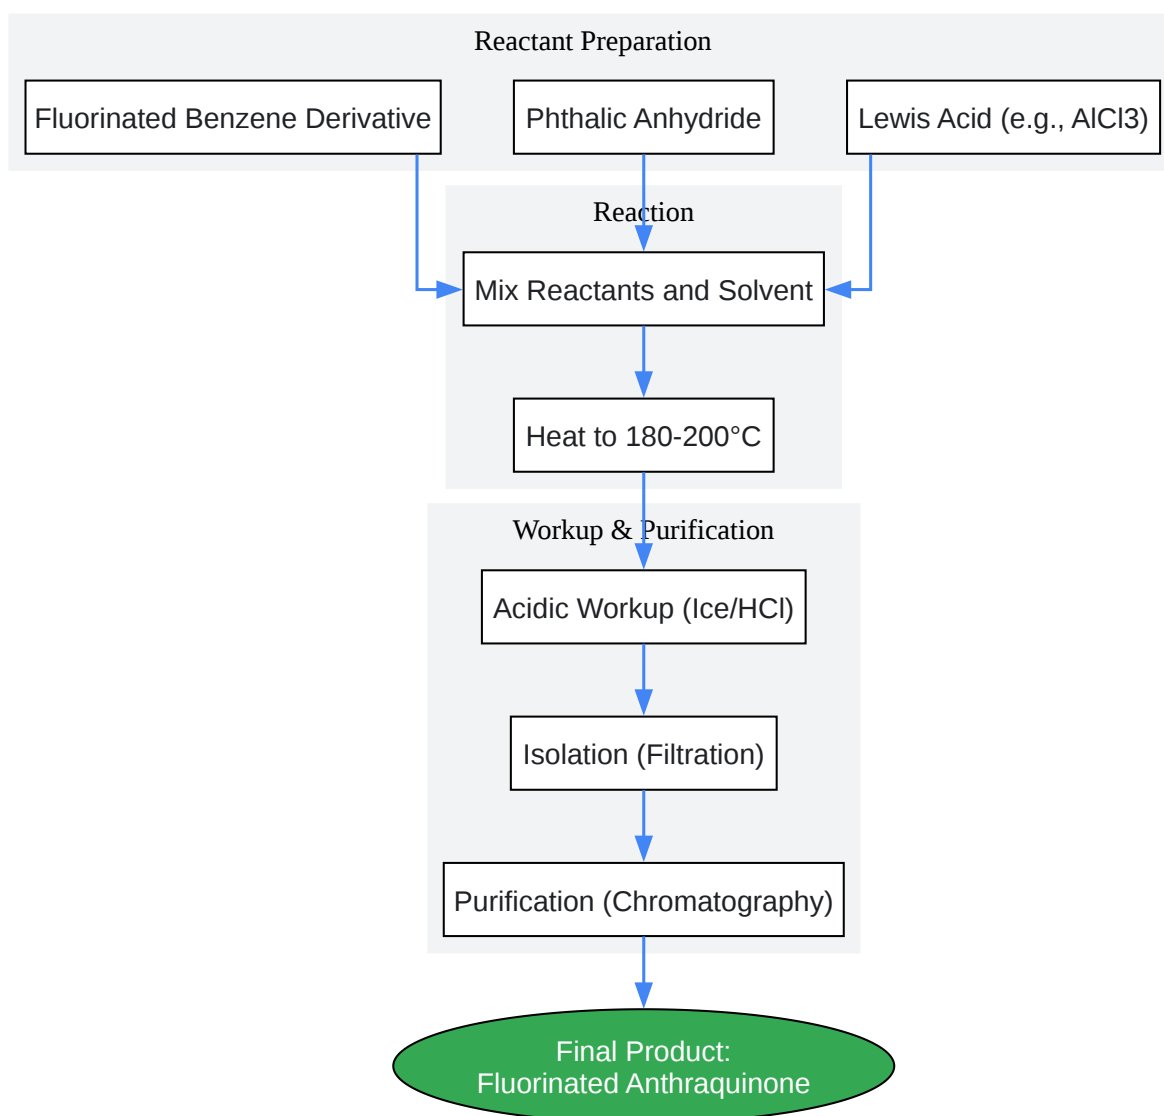 Reactant Preparation
Fluorinated Benzene Derivative
Phthalic Anhydride
Lewis Acid (e.g., AlCl3)
Reaction
Mix Reactants and Solvent
Heat to 180-200°C
Workup & Purification
Acidic Workup (Ice/HCl)
Isolation (Filtration)
Purification (Chromatography)
Final Product:
Fluorinated Anthraquinone